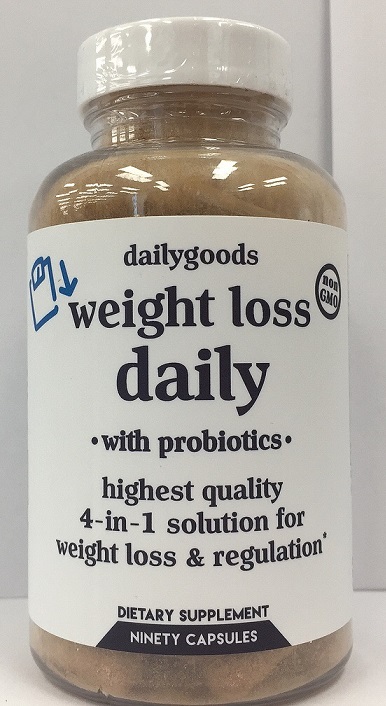 dailygoods
non
GMO
weight loss
daily
•with probiotics•
highest quality
4-in-1 solution for
weight loss & regulation*
DIETARY SUPPLEMENT
NINETY CAPSULES